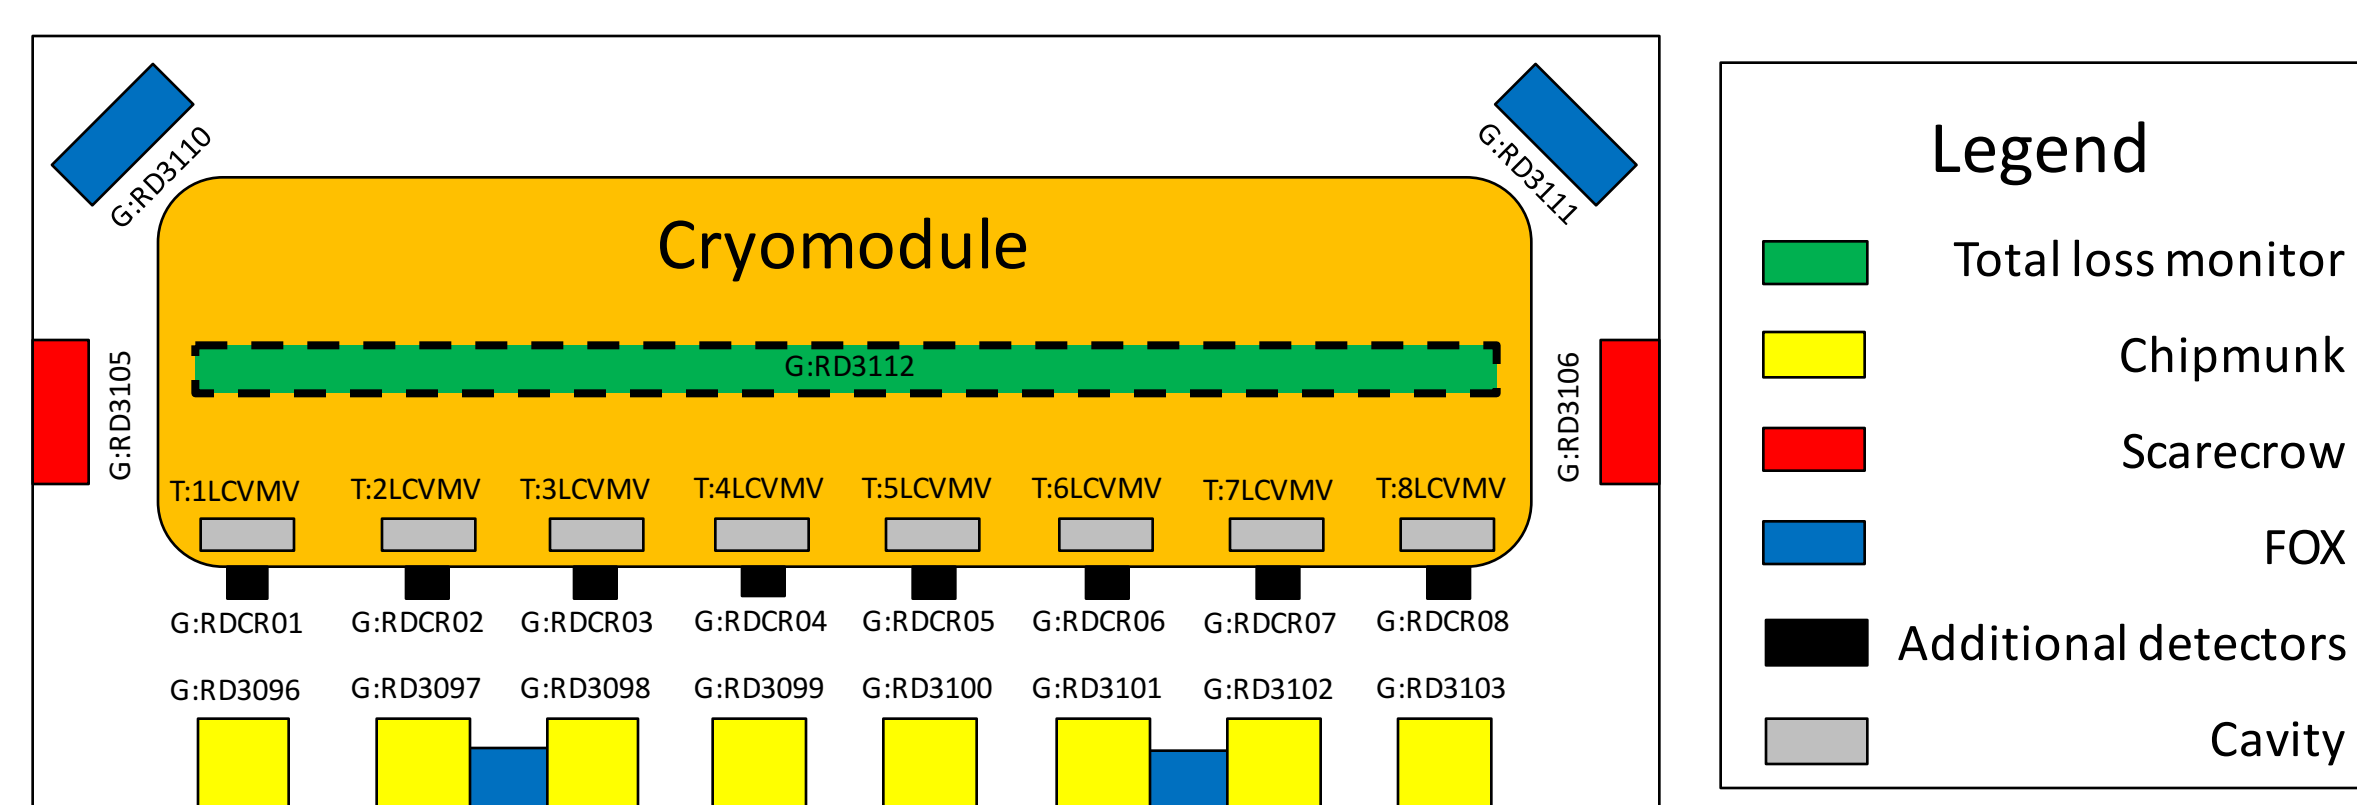 G:RD3110
G:RD3111
Cryomodule
G:RD3112
G:RD3105
G:RD3106
T:1LCVMV T:2LCVMV T:3LCVMV T:4LCVMV T:5LCVMV T:6LCVMV T:7LCVMV T:8LCVMV
G:RDCR01 G:RDCR02 G:RDCR03 G:RDCR04 G:RDCR05 G:RDCR06 G:RDCR07 G:RDCR08
G:RD3096 G:RD3097 G:RD3098 G:RD3099 G:RD3100 G:RD3101 G:RD3102 G:RD3103
Legend
Total loss monitor
Chipmunk
Scarecrow
FOX
Additional detectors
Cavity